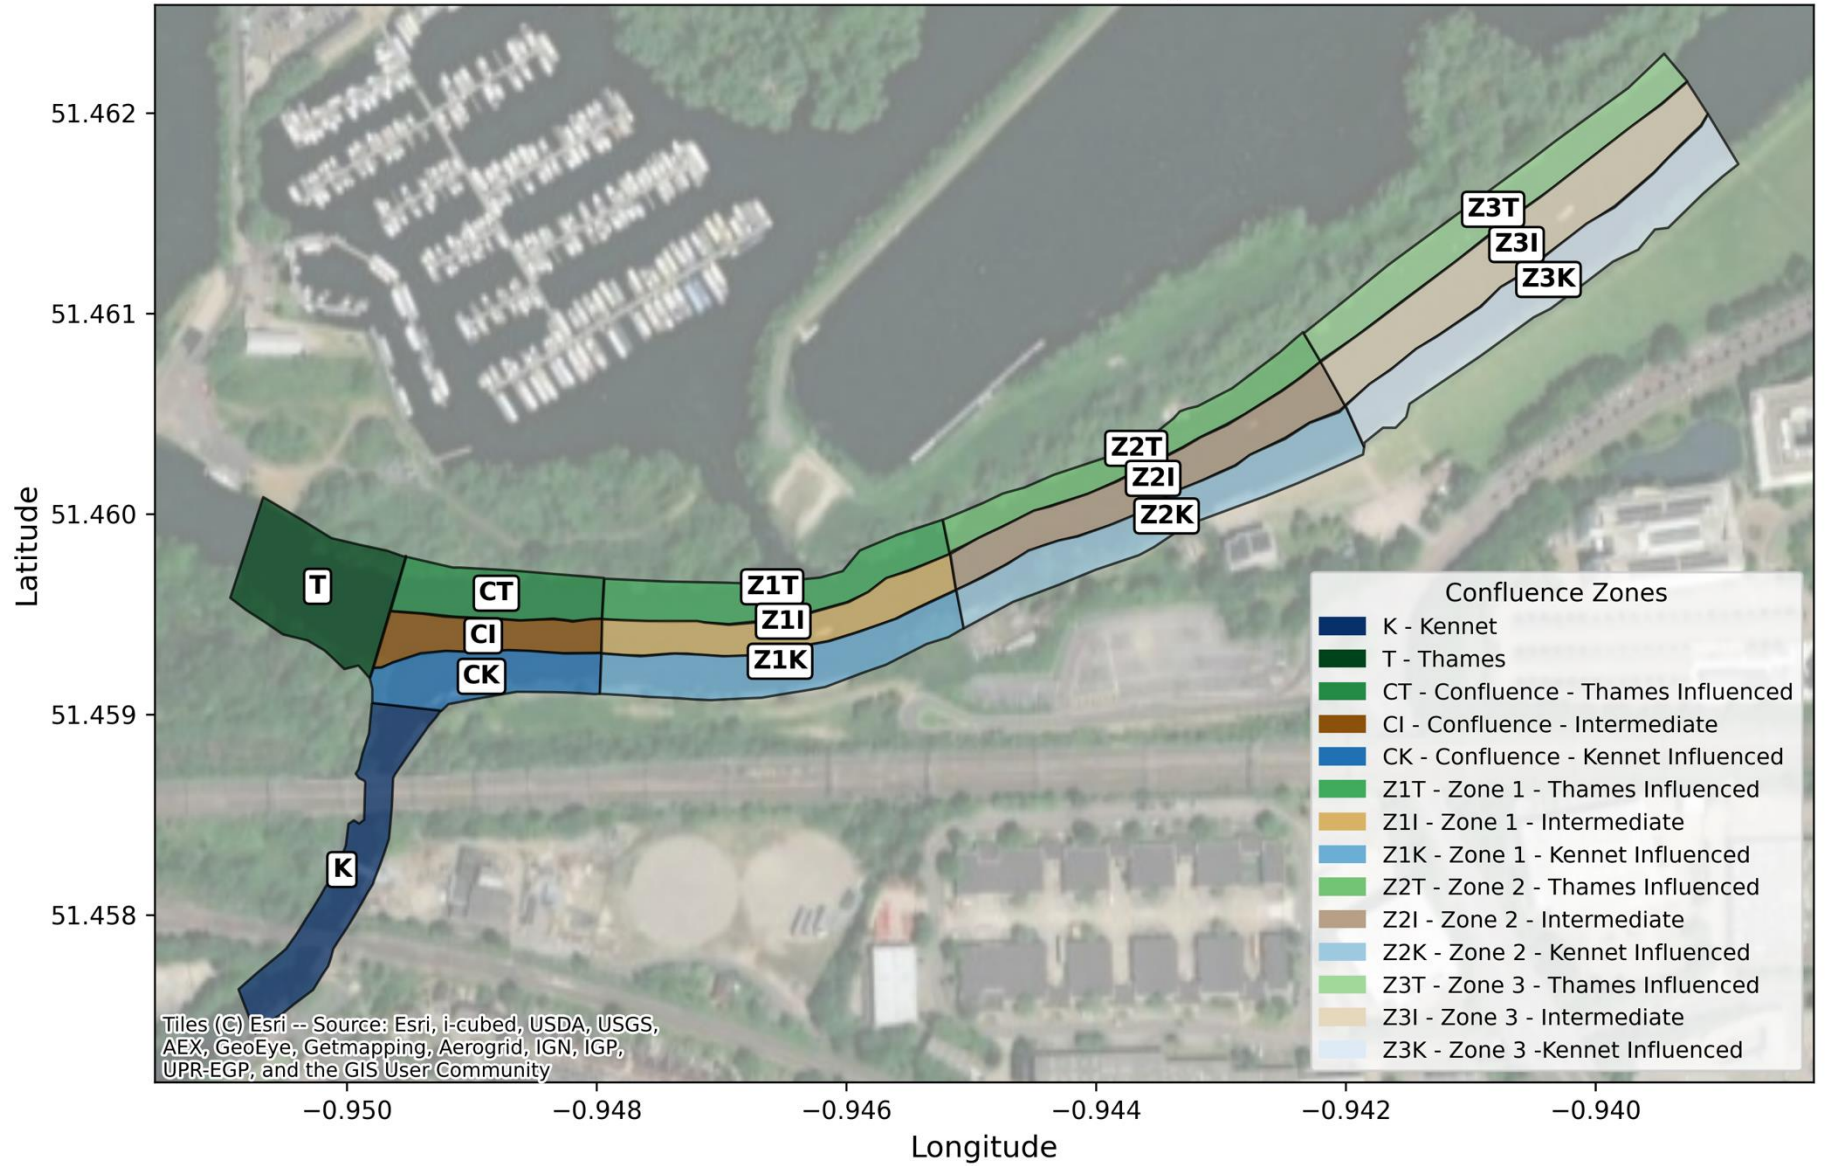 51.462
51.461
51.460
51.459
51.458
Latitude
T
CT
CI
CK
K
Z1T
Z1I
Z1K
Z2T
Z2I
Z2K
Z3T
Z3I
Z3K
Confluence Zones
K - Kennet
T - Thames
CT - Confluence - Thames Influenced
CI - Confluence - Intermediate
CK - Confluence - Kennet Influenced
Z1T - Zone 1 - Thames Influenced
Z1I - Zone 1 - Intermediate
Z1K - Zone 1 - Kennet Influenced
Z2T - Zone 2 - Thames Influenced
Z2I - Zone 2 - Intermediate
Z2K - Zone 2 - Kennet Influenced
Z3T - Zone 3 - Thames Influenced
Z3I - Zone 3 - Intermediate
Z3K - Zone 3 -Kennet Influenced
Tiles (C) Esri -- Source: Esri, i-cubed, USDA, USGS,
AEX, GeoEye, Getmapping, Aerogrid, IGN, IGP,
UPR-EGP, and the GIS User Community
−0.950 −0.948 −0.946 −0.944 −0.942 −0.940
Longitude